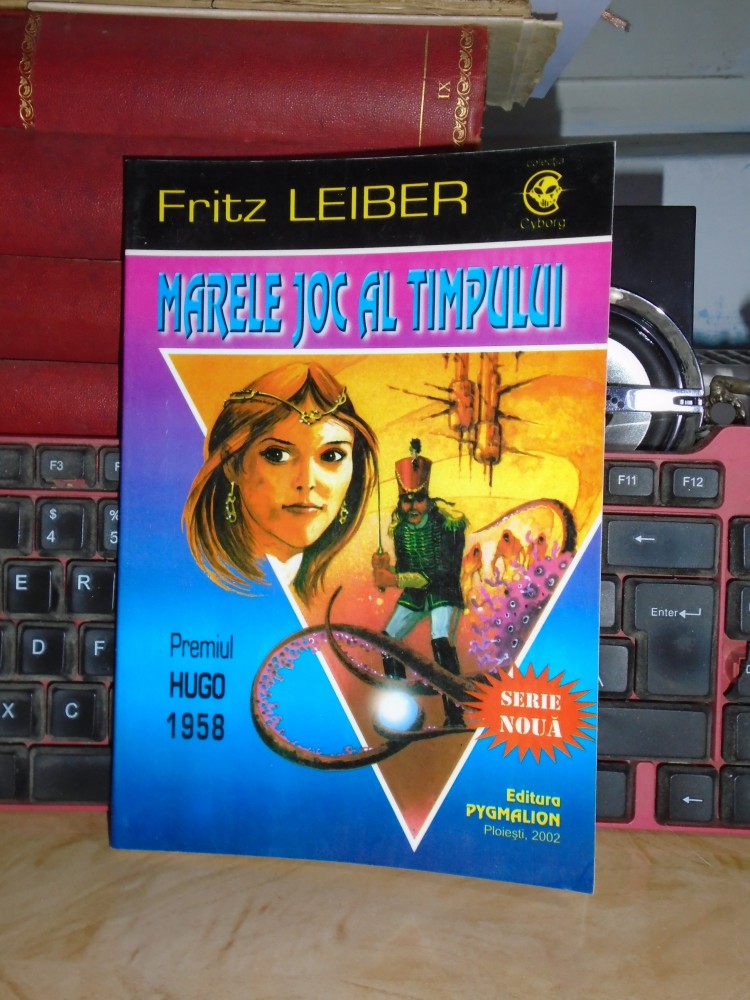 IX
Fritz LEIBER
colecția
Cyborg
MARELE JOC AL TIMPULUI
Premiul
HUGO
1958
SERIE
NOUĂ
Editura
PYGMALION
Ploiești, 2002
F3
F11
F12
$
4
%
5
E
R
D
F
X
C
Enter